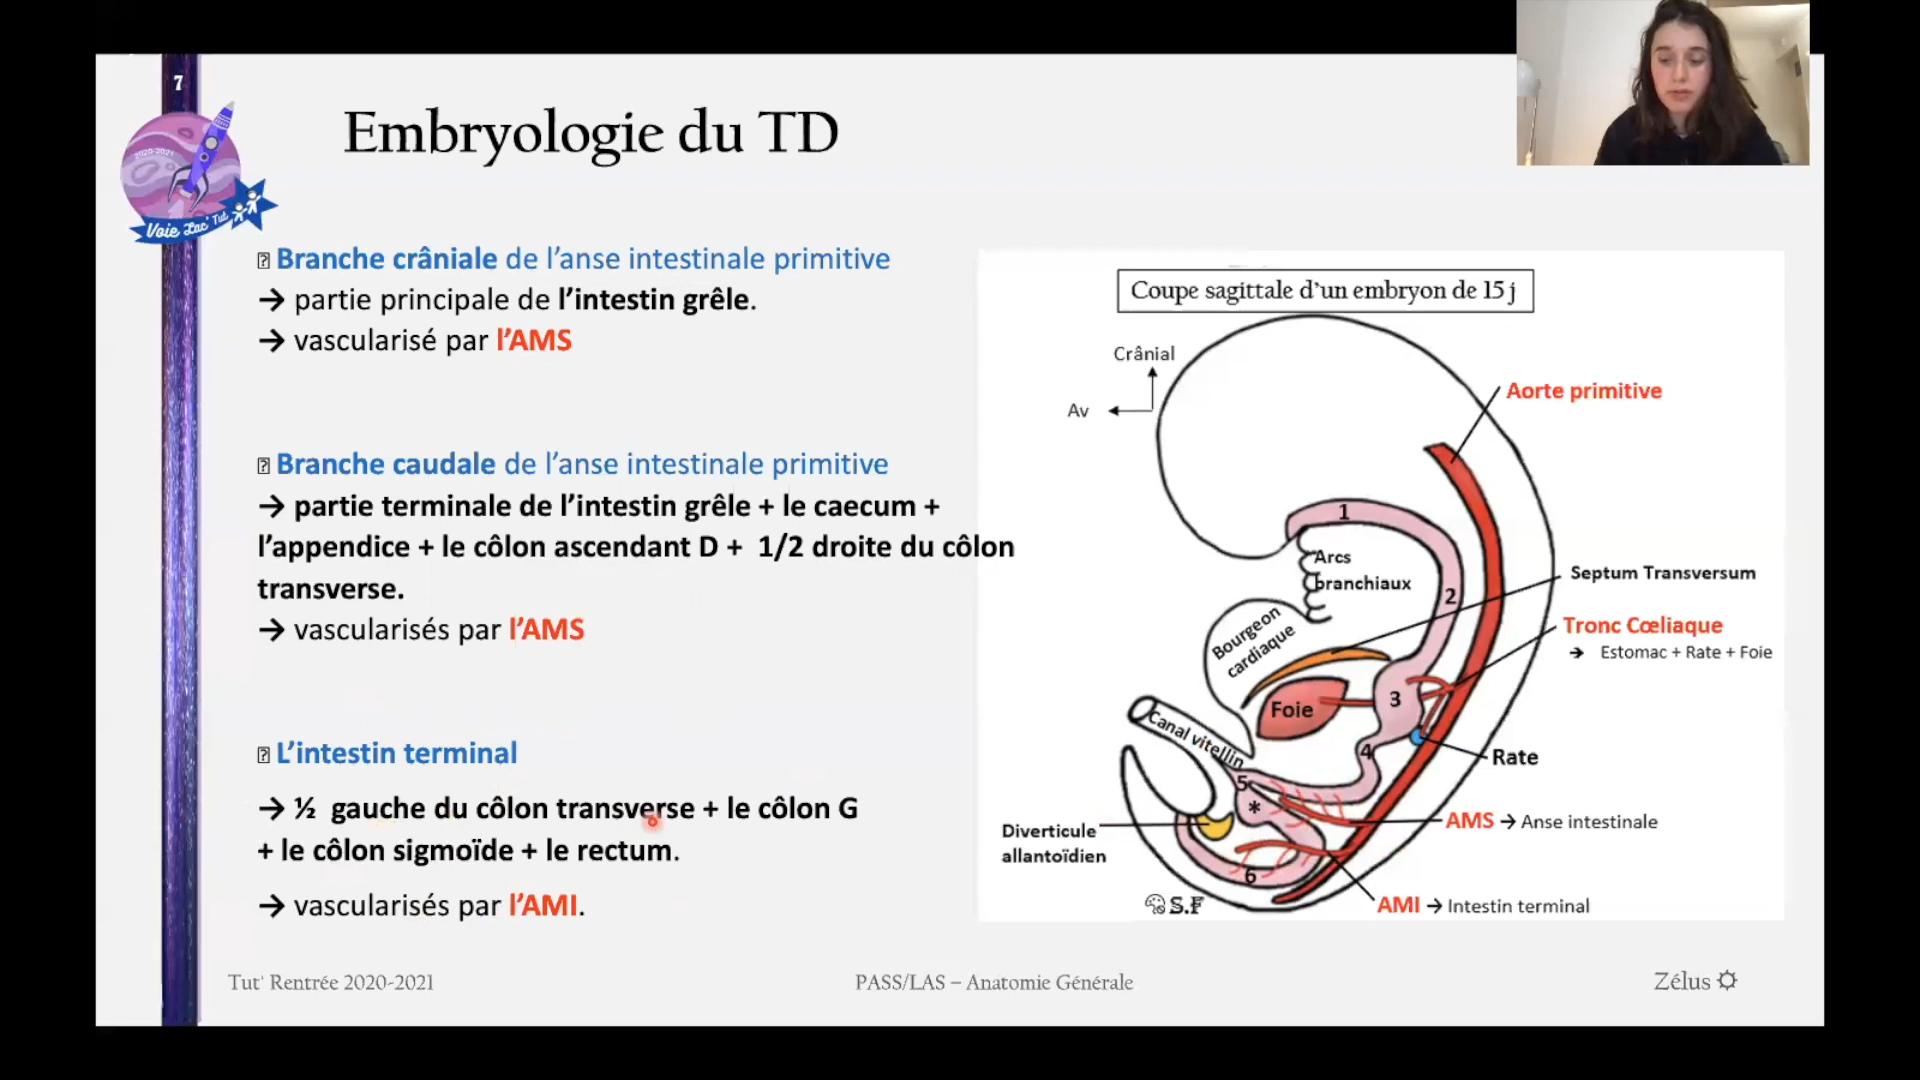 7
2020-2021
Voie Lac' Tut'
Embryologie du TD
Branche crâniale de l'anse intestinale primitive
→ partie principale de l'intestin grêle.
→ vascularisé par l'AMS
Branche caudale de l'anse intestinale primitive
→ partie terminale de l'intestin grêle + le caecum +
l'appendice + le côlon ascendant D + 1/2 droite du côlon
transverse.
→ vascularisés par l'AMS
L'intestin terminal
→ ½ gauche du côlon transverse + le côlon G
+ le côlon sigmoïde + le rectum.
→ vascularisés par l'AMI.
Coupe sagittale d'un embryon de 15 j
Crânial
Av
Aorte primitive
1
Arcs
branchiaux
2
Septum Transversum
Bourgeon
cardiaque
Tronc Cœliaque
→ Estomac + Rate + Foie
3
Foie
Canal vitellin
4
Rate
5
*
AMS → Anse intestinale
Diverticule
allantoïdien
6
AMI → Intestin terminal
S.F
Tut' Rentrée 2020-2021
PASS/LAS – Anatomie Générale
Zélus